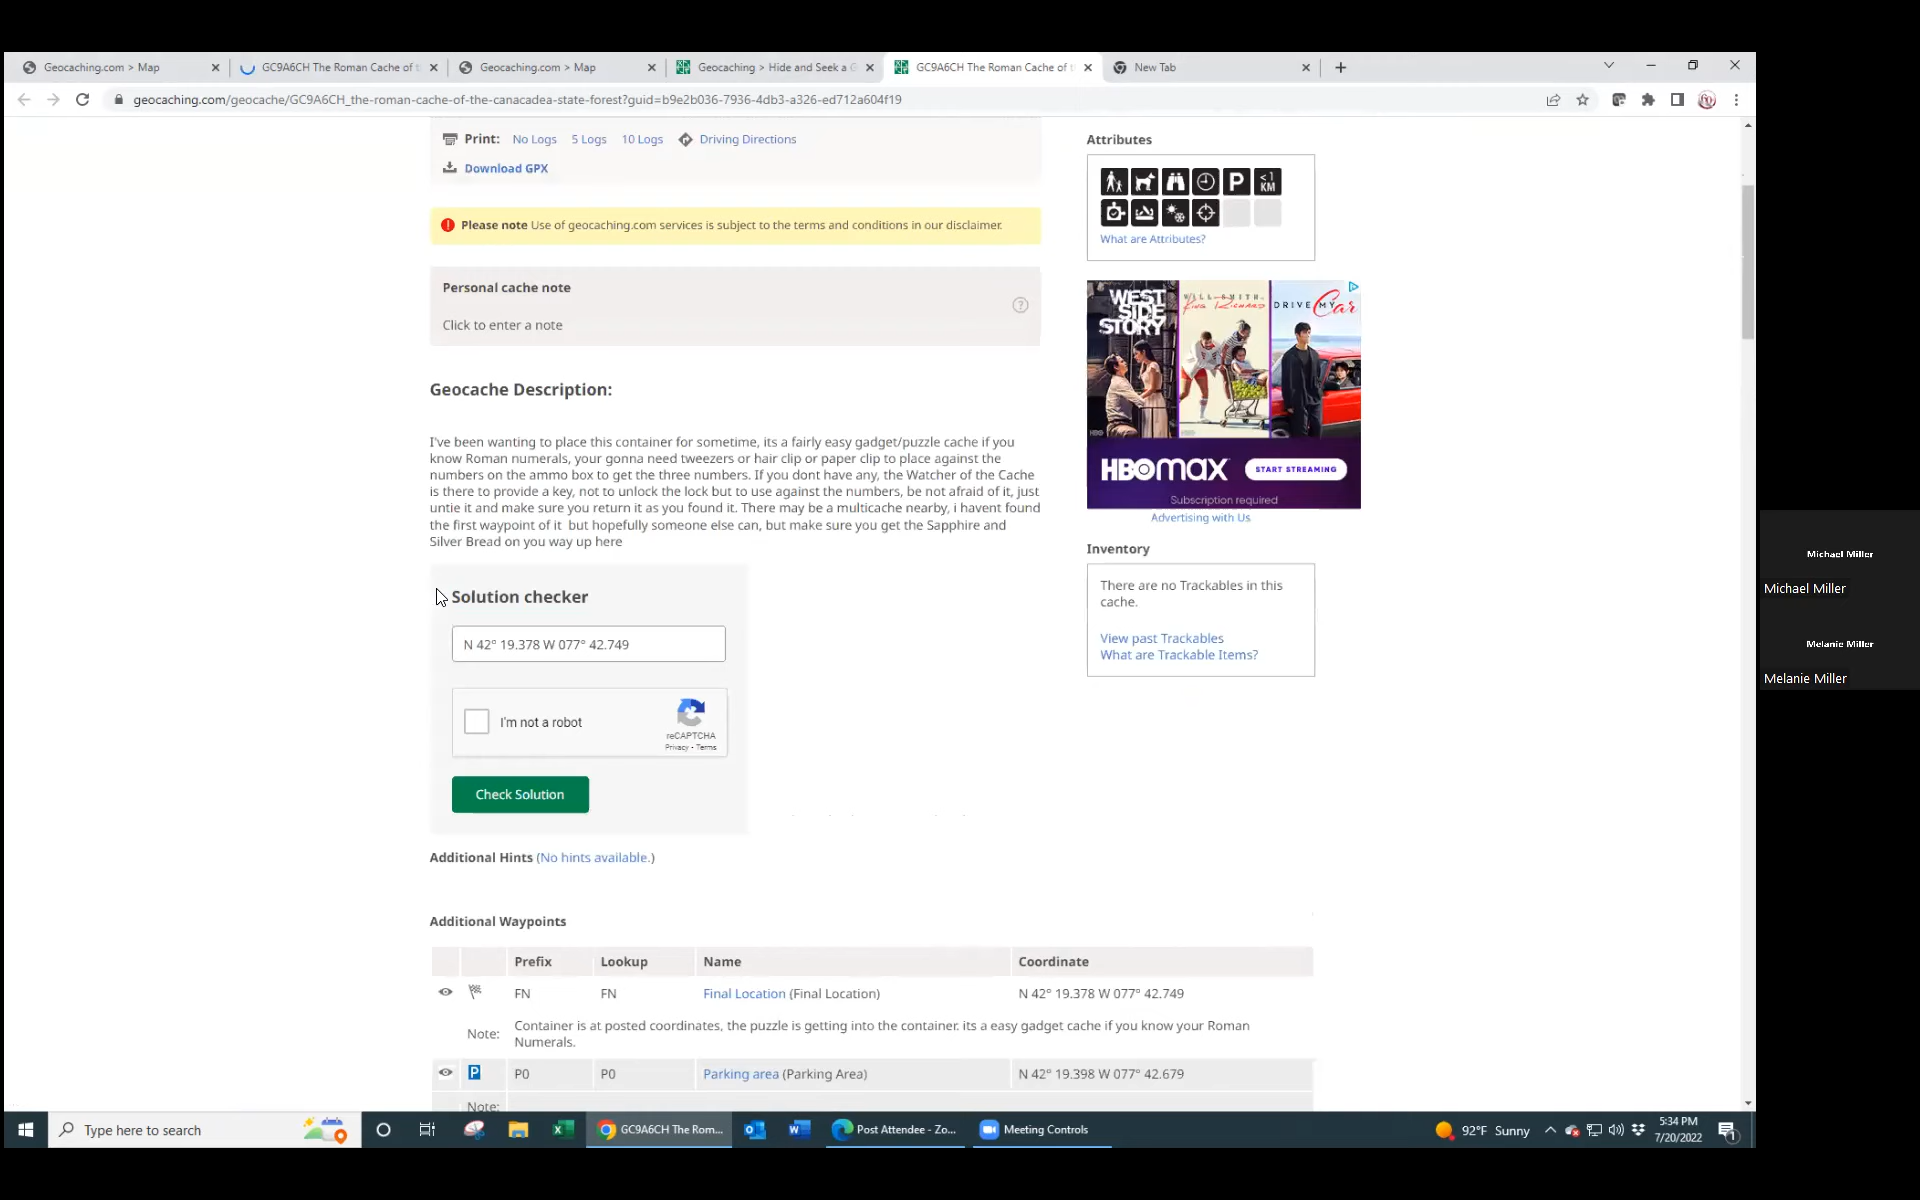 Geocaching.com > Map
GC9A6CH The Roman Cache of t
Geocaching.com > Map
Geocaching > Hide and Seek a G
GC9A6CH The Roman Cache of t
New Tab
geocaching.com/geocache/GC9A6CH_the-roman-cache-of-the-canacadea-state-forest?guid=b9e2b036-7936-4db3-a326-ed712a604f19
Print: No Logs 5 Logs 10 Logs Driving Directions
Download GPX
Please note Use of geocaching.com services is subject to the terms and conditions in our disclaimer.
Personal cache note
Click to enter a note
Geocache Description:
I've been wanting to place this container for sometime, its a fairly easy gadget/puzzle cache if you
know Roman numerals, your gonna need tweezers or hair clip or paper clip to place against the
numbers on the ammo box to get the three numbers. If you dont have any, the Watcher of the Cache
is there to provide a key, not to unlock the lock but to use against the numbers, be not afraid of it, just
untie it and make sure you return it as you found it. There may be a multicache nearby, i havent found
the first waypoint of it but hopefully someone else can, but make sure you get the Sapphire and
Silver Bread on you way up here
Solution checker
N 42° 19.378 W 077° 42.749
I'm not a robot
reCAPTCHA
Privacy - Terms
Check Solution
Additional Hints (No hints available.)
Additional Waypoints
Prefix Lookup Name Coordinate
FN FN Final Location (Final Location) N 42° 19.378 W 077° 42.749
Note: Container is at posted coordinates, the puzzle is getting into the container. its a easy gadget cache if you know your Roman
Numerals.
P P0 P0 Parking area (Parking Area) N 42° 19.398 W 077° 42.679
Note:
Attributes
P
<1
KM
What are Attributes?
WEST
SIDE
STORY
WILL SMITH
King Richard
DRIVE MY
Car
HBO
HBOMAX
START STREAMING
Subscription required
Advertising with Us
Inventory
There are no Trackables in this
cache.
View past Trackables
What are Trackable Items?
Michael Miller
Michael Miller
Melanie Miller
Melanie Miller
Type here to search
GC9A6CH The Rom...
Post Attendee - Zo...
Meeting Controls
92°F Sunny
5:34 PM
7/20/2022
1